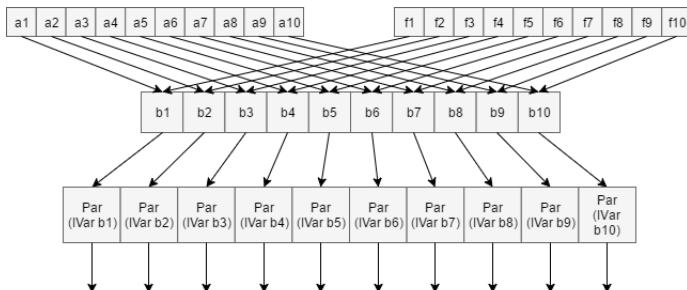 a1 a2 a3 a4 a5 a6 a7 a8 a9 a10 f1 f2 f3 f4 f5 f6 f7 f8 f9 f10
b1 b2 b3 b4 b5 b6 b7 b8 b9 b10
Par
(IVar b1)
Par
(IVar b2)
Par
(IVar b3)
Par
(IVar b4)
Par
(IVar b5)
Par
(IVar b6)
Par
(IVar b7)
Par
(IVar b8)
Par
(IVar b9)
Par
(IVar
b10)